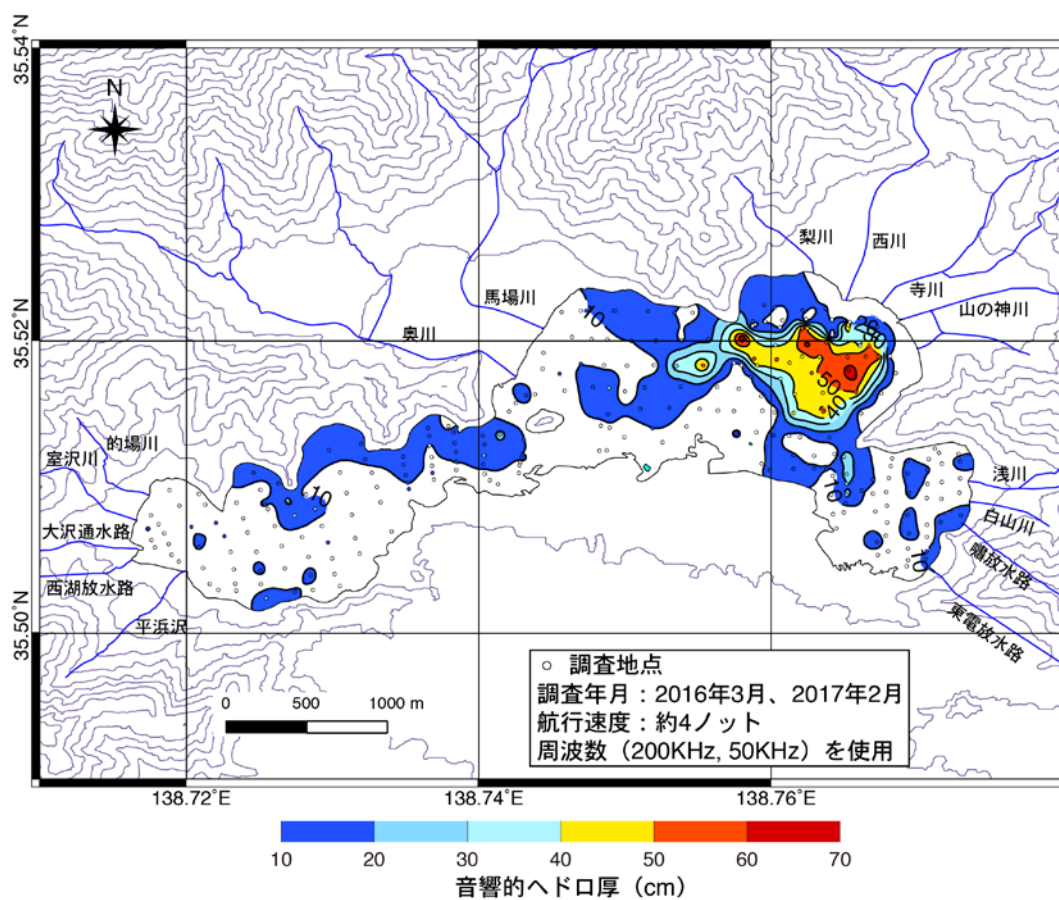 35.54˚N
35.52˚N
35.50˚N
N
梨川
西川
寺川
山の神川
馬場川
奥川
的場川
室沢川
大沢通水路
西湖放水路
平浜沢
浅川
白山川
嘯放水路
東電放水路
10
10
50
40
10
10
0 500 1000 m
○ 調査地点
調査年月：2016年3月、2017年2月
航行速度：約4ノット
周波数（200KHz, 50KHz）を使用
138.72˚E 138.74˚E 138.76˚E
10 20 30 40 50 60 70
音響的ヘドロ厚（cm）